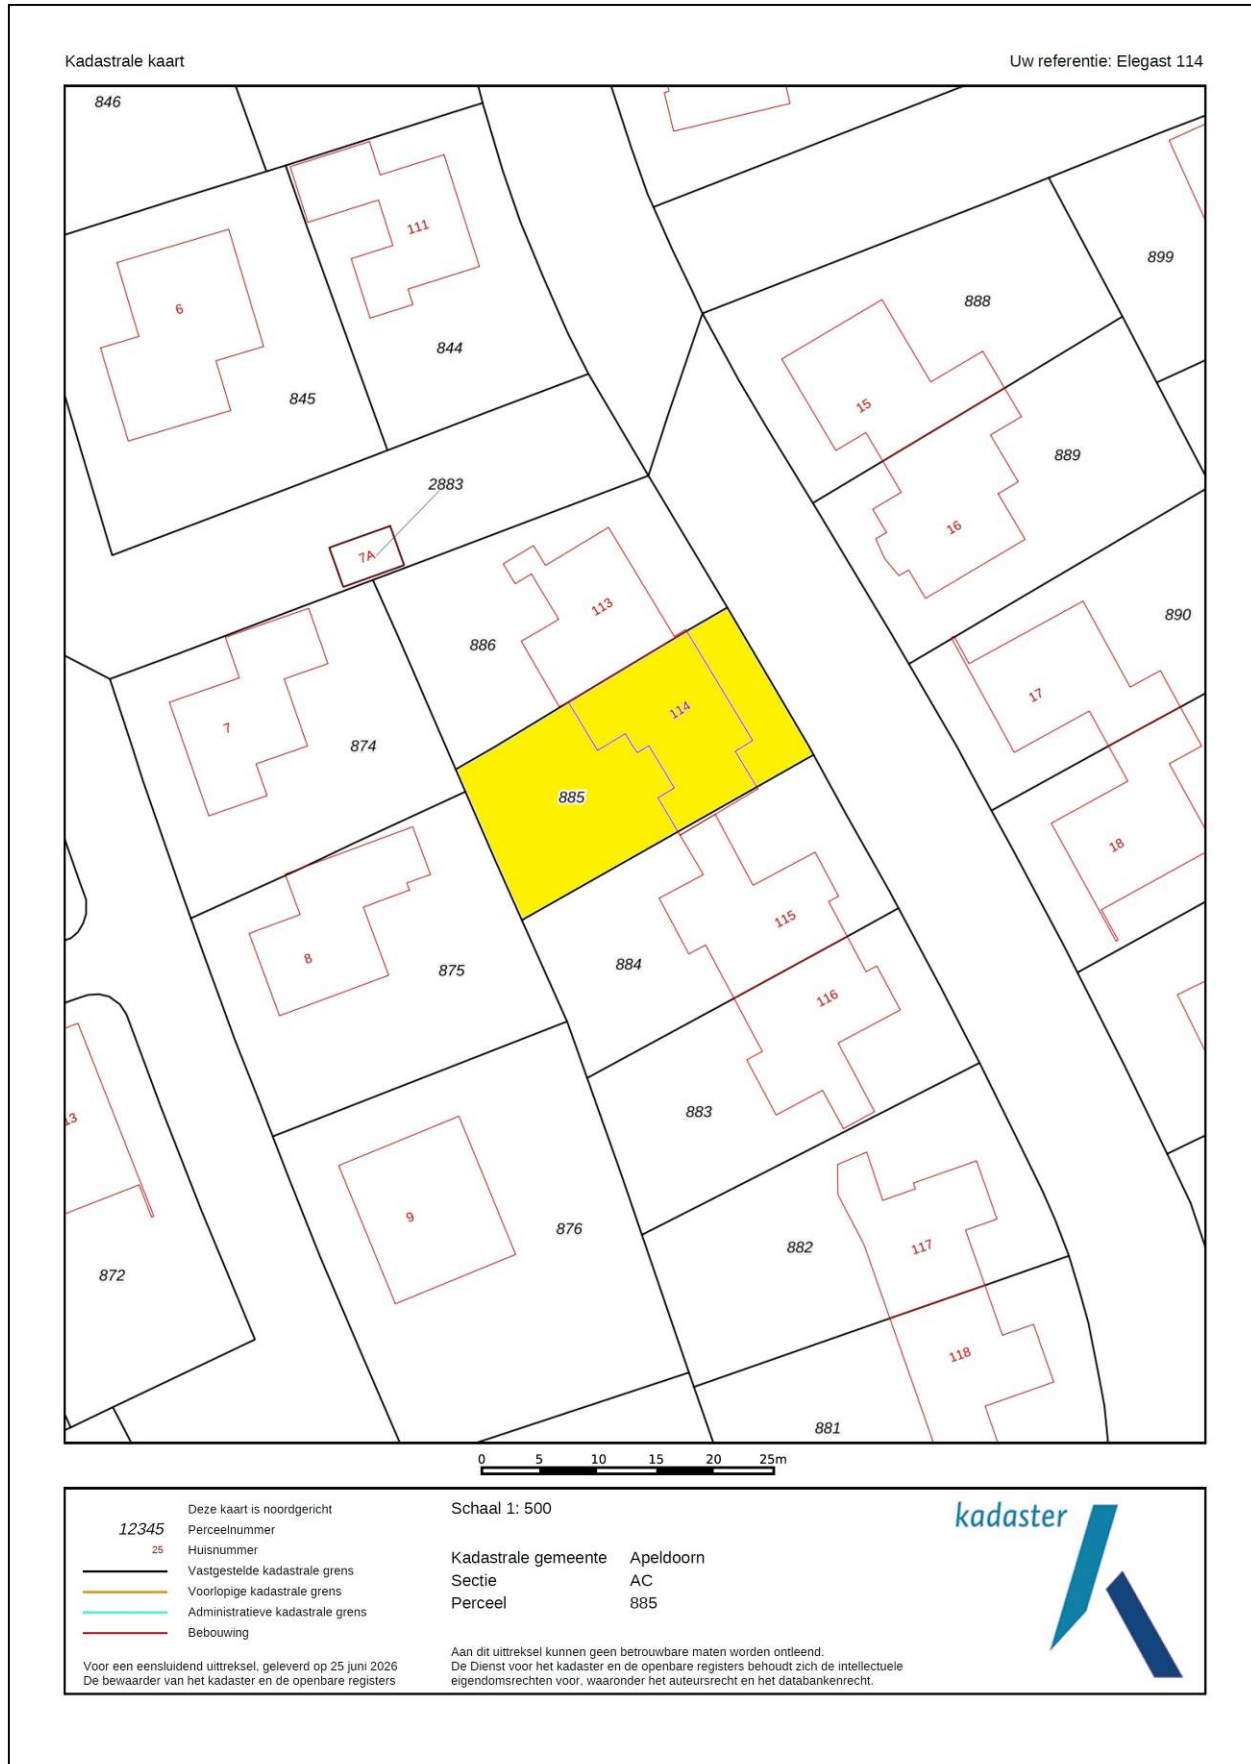 Kadastrale kaart
Uw referentie: Elegast 114
846
111
899
888
6
844
845
15
889
2883
16
7A
113
890
886
17
114
7
874
885
18
115
8
884
875
116
13
883
9
876
882
117
872
118
881
0 5 10 15 20 25m
Deze kaart is noordgericht
12345 Perceelnummer
25 Huisnummer
Vastgestelde kadastrale grens
Voorlopige kadastrale grens
Administratieve kadastrale grens
Bebouwing
Voor een eensluidend uittreksel, geleverd op 25 juni 2026
De bewaarder van het kadaster en de openbare registers
Schaal 1: 500
Kadastrale gemeente Apeldoorn
Sectie AC
Perceel 885
Aan dit uittreksel kunnen geen betrouwbare maten worden ontleend.
De Dienst voor het kadaster en de openbare registers behoudt zich de intellectuele
eigendomsrechten voor, waaronder het auteursrecht en het databankenrecht.
kadaster